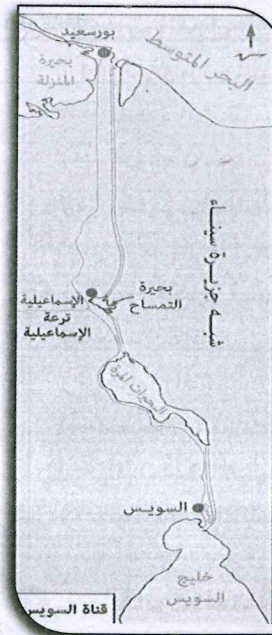 البحر المتوسط
بورسعيد
بحيرة
المنزلة
شبه جزيرة سيناء
بحيرة
التمساح
الإسماعيلية
ترعة
الإسماعيلية
البحيرات المرة
السويس
خليج
السويس
قناة السويس